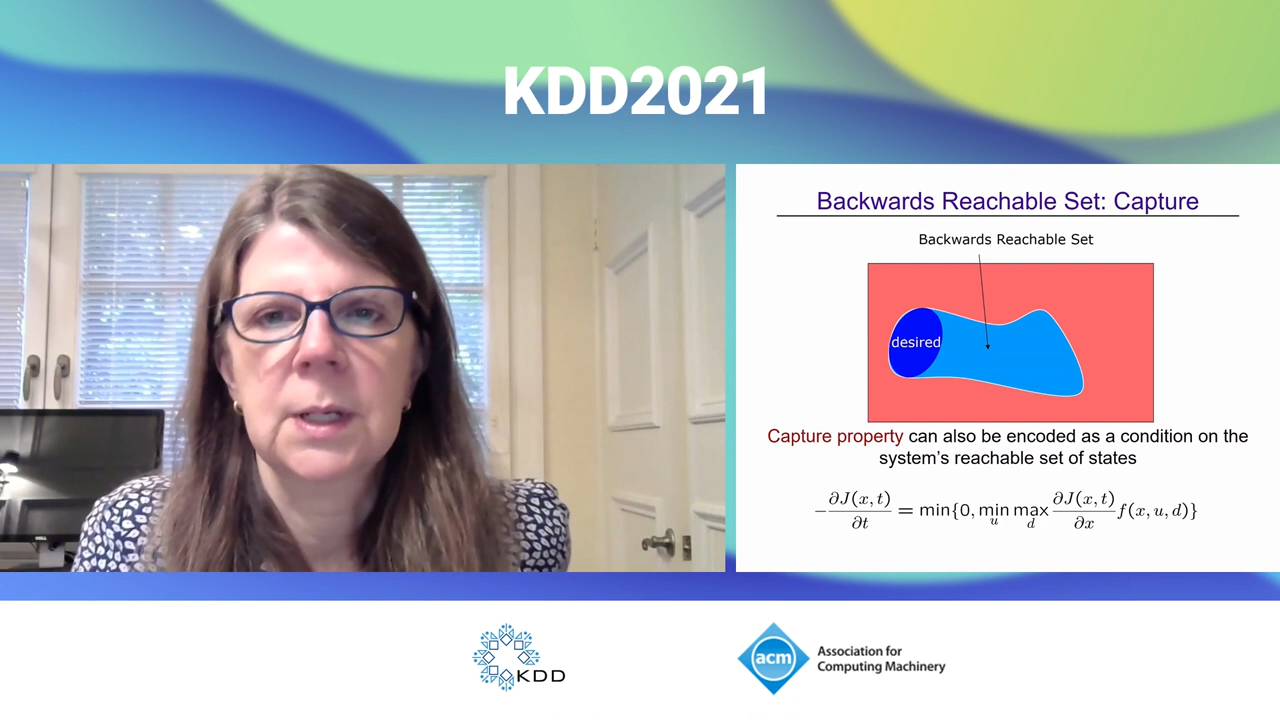 KDD2021
Backwards Reachable Set: Capture
Backwards Reachable Set
desired
Capture property can also be encoded as a condition on the
system's reachable set of states
−∂J(x,t)/∂t = min{0, min_u max_d ∂J(x,t)/∂x f(x,u,d)}
KDD
acm
Association for
Computing Machinery